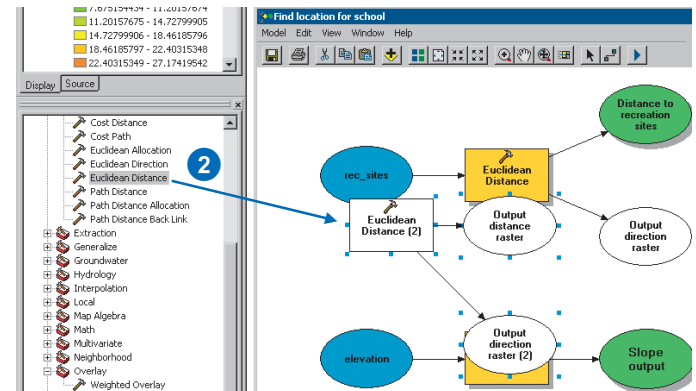 7.675154434 - 11.20157674
11.20157675 - 14.72799905
14.72799906 - 18.46185796
18.46185797 - 22.40315348
22.40315349 - 27.17419542
Display Source
Cost Distance
Cost Path
Euclidean Allocation
Euclidean Direction
Euclidean Distance
Path Distance
Path Distance Allocation
Path Distance Back Link
Extraction
Generalize
Groundwater
Hydrology
Interpolation
Local
Map Algebra
Math
Multivariate
Neighborhood
Overlay
Weighted Overlay
2
Find location for school
Model Edit View Window Help
Distance to
recreation
sites
rec_sites
Euclidean
Distance
Euclidean
Distance (2)
Output
distance
raster
Output
direction
raster
elevation
Output
direction
raster (2)
Slope
output